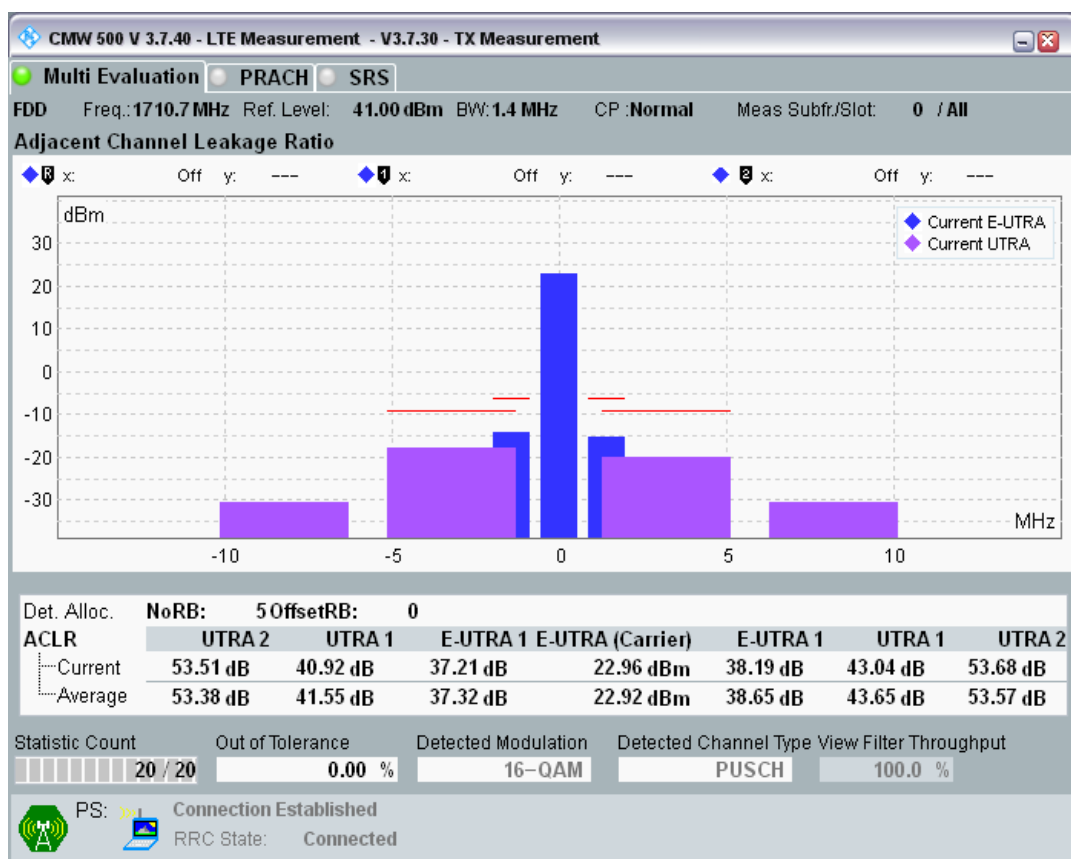 CMW 500 V 3.7.40 - LTE Measurement - V3.7.30 - TX Measurement
Multi Evaluation PRACH SRS
FDD Freq.: 1710.7 MHz Ref. Level: 41.00 dBm BW: 1.4 MHz CP :Normal Meas Subfr./Slot: 0 / All
Adjacent Channel Leakage Ratio
R x: Off y: --- 1 x: Off y: --- 2 x: Off y: ---
dBm
Current E-UTRA
Current UTRA
30
20
10
0
-10
-20
-30
MHz
-10 -5 0 5 10
Det. Alloc. NoRB: 5 OffsetRB: 0
ACLR UTRA 2 UTRA 1 E-UTRA 1 E-UTRA (Carrier) E-UTRA 1 UTRA 1 UTRA 2
Current 53.51 dB 40.92 dB 37.21 dB 22.96 dBm 38.19 dB 43.04 dB 53.68 dB
Average 53.38 dB 41.55 dB 37.32 dB 22.92 dBm 38.65 dB 43.65 dB 53.57 dB
Statistic Count Out of Tolerance Detected Modulation Detected Channel Type View Filter Throughput
20 / 20 0.00 % 16-QAM PUSCH 100.0 %
PS: Connection Established
RRC State: Connected